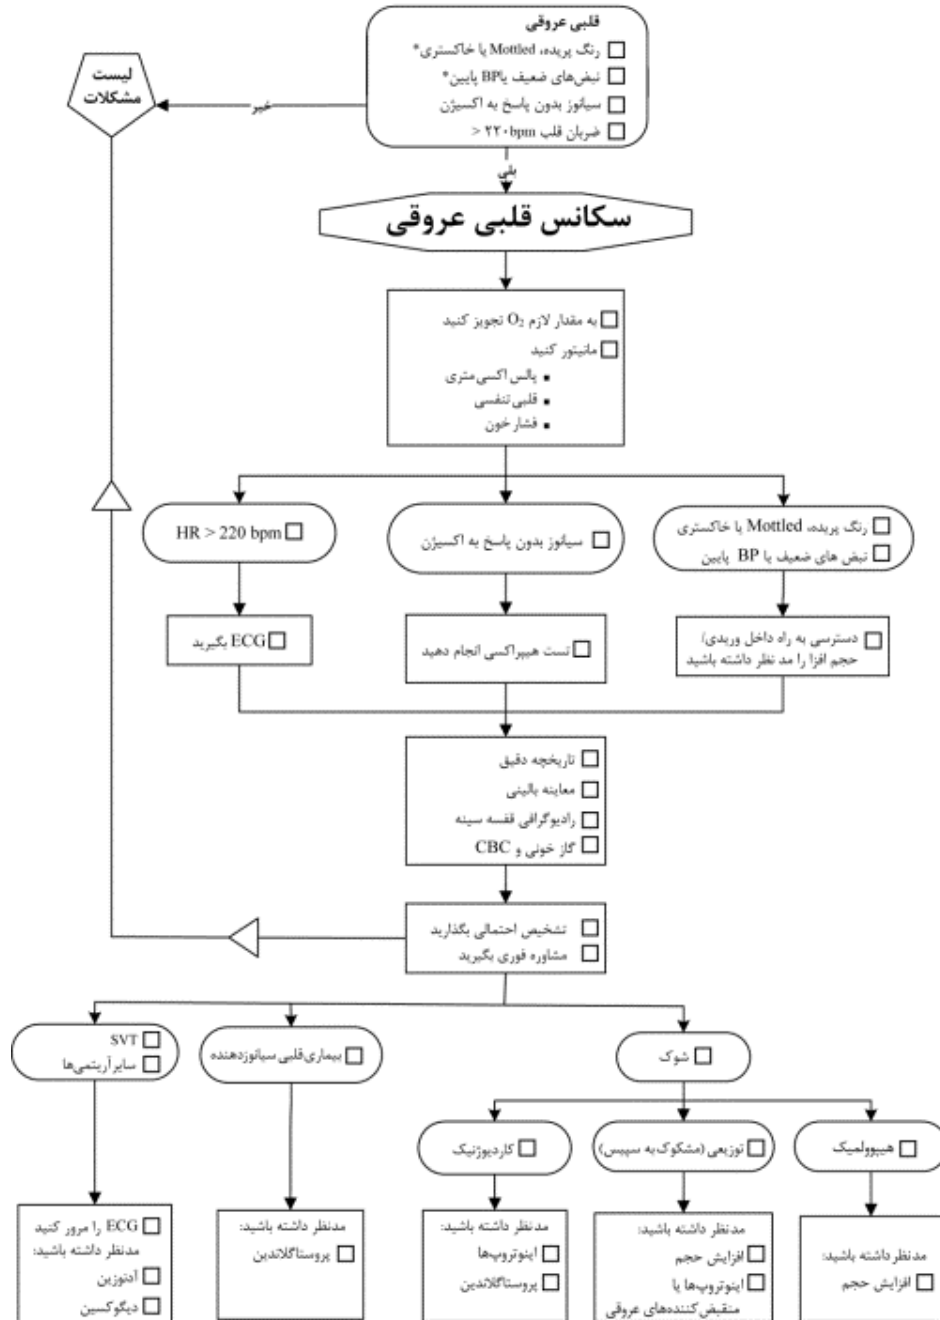 قلبی عروقی
رنگ پریده، Mottled یا خاکستری*
نبض‌های ضعیف یا BP پایین*
سیانوز بدون پاسخ به اکسیژن
ضربان قلب ۲۲۰bpm <
لیست
مشکلات
خیر
بلی
سکانس قلبی عروقی
به مقدار لازم O₂ تجویز کنید
مانیتور کنید
▪ پالس اکسی‌متری
▪ قلبی تنفسی
▪ فشار خون
رنگ پریده، Mottled یا خاکستری
نبض های ضعیف یا BP پایین
سیانوز بدون پاسخ به اکسیژن
HR > 220 bpm
دسترسی به راه داخل وریدی/
حجم افزا را مد نظر داشته باشید
تست هیپراکسی انجام دهید
ECG بگیرید
تاریخچه دقیق
معاینه بالینی
رادیوگرافی قفسه سینه
گاز خونی و CBC
تشخیص احتمالی بگذارید
مشاوره فوری بگیرید
شوک
بیماری‌قلبی سیانوزدهنده
SVT
سایر آریتمی‌ها
هیپوولمیک
توزیعی (مشکوک به سپیس)
کاردیوژنیک
مدنظر داشته باشید:
افزایش حجم
مدنظر داشته باشید:
افزایش حجم
اینوتروپ‌ها یا
منقبض‌کننده‌های عروقی
مدنظر داشته باشید:
اینوتروپ‌ها
پروستاگلاندین
مدنظر داشته باشید:
پروستاگلاندین
ECG را مرور کنید
مدنظر داشته باشید:
آدنوزین
دیگوکسین